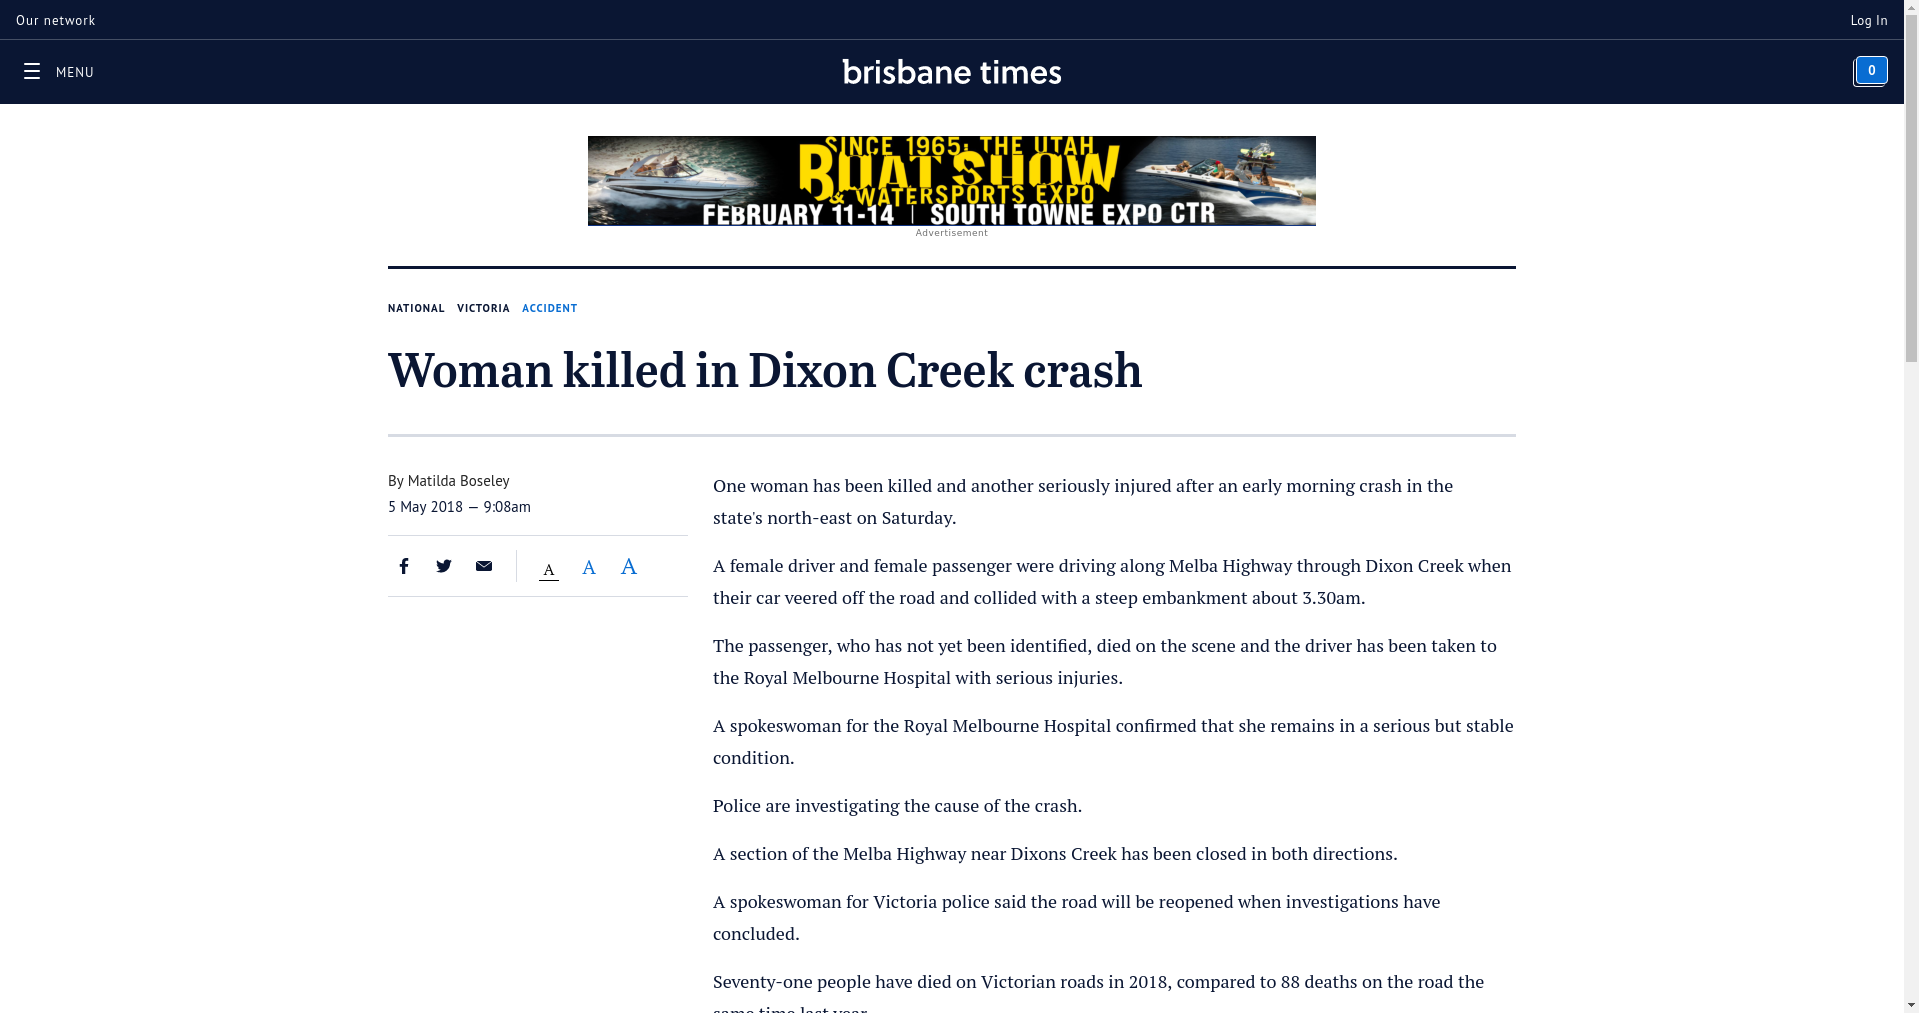 Our network
Log In
MENU
brisbane times
0
SINCE 1965: THE UTAH
BOAT SHOW
& WATERSPORTS EXPO
FEBRUARY 11-14 | SOUTH TOWNE EXPO CTR
Advertisement
NATIONAL VICTORIA ACCIDENT
Woman killed in Dixon Creek crash
By Matilda Boseley
5 May 2018 — 9:08am
A A A
One woman has been killed and another seriously injured after an early morning crash in the
state's north-east on Saturday.
A female driver and female passenger were driving along Melba Highway through Dixon Creek when
their car veered off the road and collided with a steep embankment about 3.30am.
The passenger, who has not yet been identified, died on the scene and the driver has been taken to
the Royal Melbourne Hospital with serious injuries.
A spokeswoman for the Royal Melbourne Hospital confirmed that she remains in a serious but stable
condition.
Police are investigating the cause of the crash.
A section of the Melba Highway near Dixons Creek has been closed in both directions.
A spokeswoman for Victoria police said the road will be reopened when investigations have
concluded.
Seventy-one people have died on Victorian roads in 2018, compared to 88 deaths on the road the
same time last year.